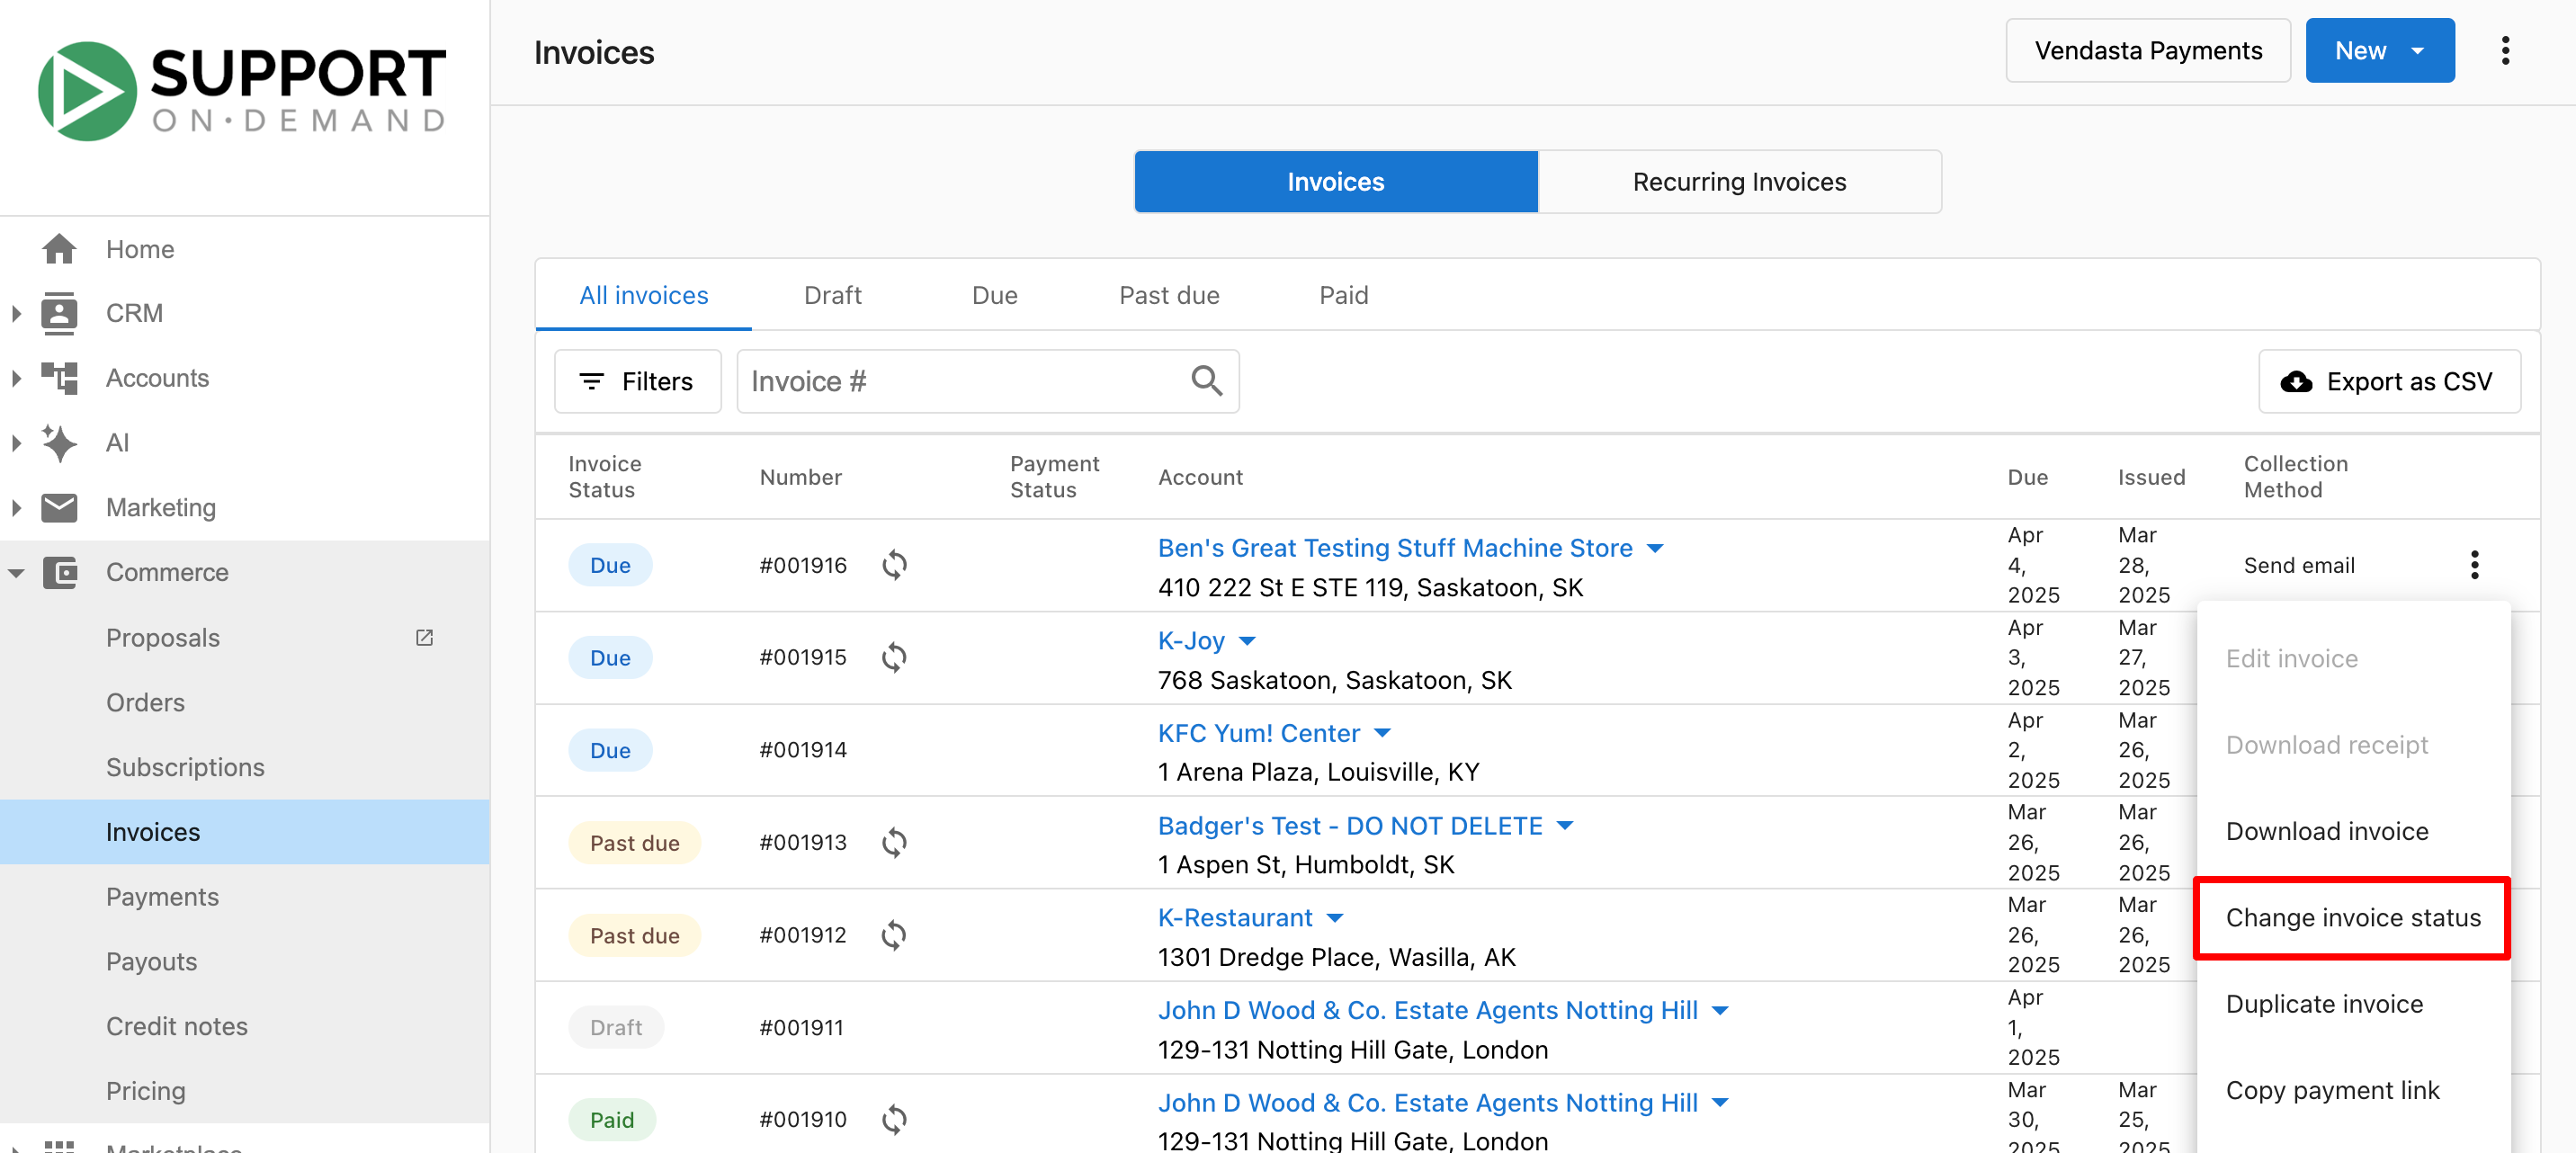 SUPPORT
ON·DEMAND
Home
CRM
Accounts
AI
Marketing
Commerce
Proposals
Orders
Subscriptions
Invoices
Payments
Payouts
Credit notes
Pricing
Marketplace
Invoices
Vendasta Payments
New
Invoices
Recurring Invoices
All invoices
Draft
Due
Past due
Paid
Filters
Invoice #
Export as CSV
Invoice
Status
Number
Payment
Status
Account
Due
Issued
Collection
Method
Due
#001916
Ben's Great Testing Stuff Machine Store
410 222 St E STE 119, Saskatoon, SK
Apr
4,
2025
Mar
28,
2025
Send email
Due
#001915
K-Joy
768 Saskatoon, Saskatoon, SK
Apr
3,
2025
Mar
27,
2025
Due
#001914
KFC Yum! Center
1 Arena Plaza, Louisville, KY
Apr
2,
2025
Mar
26,
2025
Past due
#001913
Badger's Test - DO NOT DELETE
1 Aspen St, Humboldt, SK
Mar
26,
2025
Mar
26,
2025
Past due
#001912
K-Restaurant
1301 Dredge Place, Wasilla, AK
Mar
26,
2025
Mar
26,
2025
Draft
#001911
John D Wood & Co. Estate Agents Notting Hill
129-131 Notting Hill Gate, London
Apr
1,
2025
Paid
#001910
John D Wood & Co. Estate Agents Notting Hill
129-131 Notting Hill Gate, London
Mar
30,
2025
Mar
25,
2025
Edit invoice
Download receipt
Download invoice
Change invoice status
Duplicate invoice
Copy payment link